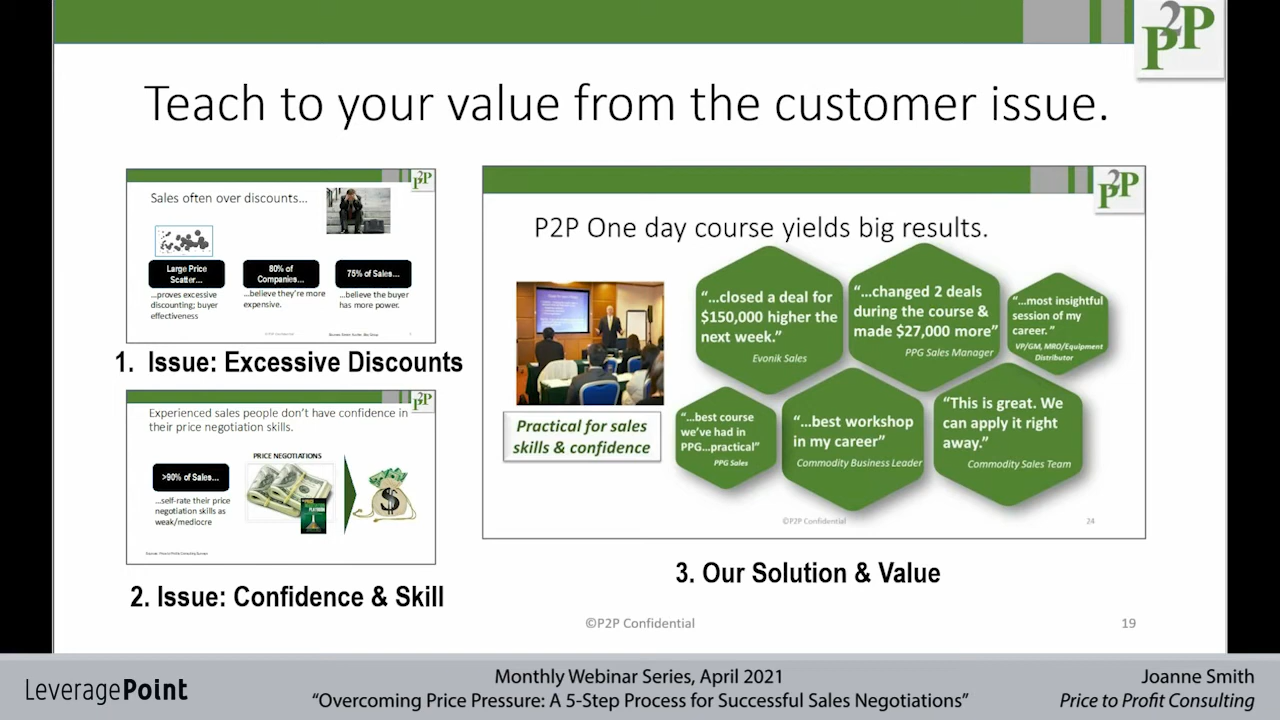 P2P
Teach to your value from the customer issue.
P2P
Sales often over discounts...
Large Price
Scatter...
80% of
Companies...
75% of Sales...
...proves excessive
discounting; buyer
effectiveness
...believe they're more
expensive.
...believe the buyer
has more power.
©P2P Confidential
1. Issue: Excessive Discounts
P2P
Experienced sales people don't have confidence in
their price negotiation skills.
PRICE NEGOTIATIONS
>90% of Sales...
...self-rate their price
negotiation skills as
weak/mediocre
$
2. Issue: Confidence & Skill
P2P
P2P One day course yields big results.
Practical for sales
skills & confidence
“...closed a deal for
$150,000 higher the
next week.”
Evonik Sales
“...changed 2 deals
during the course &
made $27,000 more”
PPG Sales Manager
“...most insightful
session of my
career. ”
VP/GM, MRO/Equipment
Distributor
“...best course
we've had in
PPG...practical”
PPG Sales
“...best workshop
in my career”
Commodity Business Leader
“This is great. We
can apply it right
away.”
Commodity Sales Team
©P2P Confidential
24
3. Our Solution & Value
©P2P Confidential
19
LeveragePoint
Monthly Webinar Series, April 2021
“Overcoming Price Pressure: A 5-Step Process for Successful Sales Negotiations”
Joanne Smith
Price to Profit Consulting